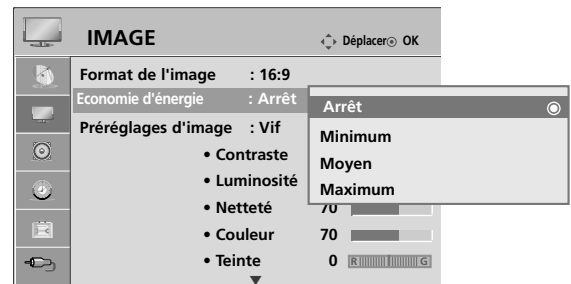 IMAGE
Déplacer OK
Format de l'image : 16:9
Economie d'énergie : Arrêt
Arrêt
Préréglages d'image : Vif
Minimum
• Contraste
Moyen
• Luminosité
Maximum
• Netteté 70
• Couleur 70
• Teinte 0 R G